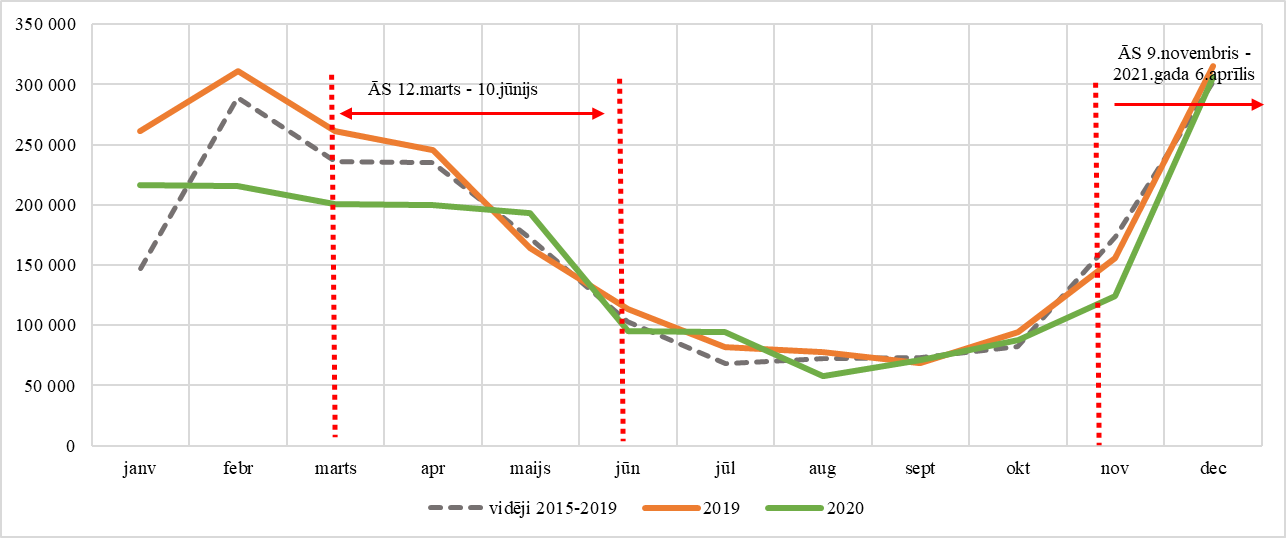 350 000
300 000
250 000
200 000
150 000
100 000
50 000
0
ĀS 12.marts - 10.jūnijs
ĀS 9.novembris -
2021.gada 6.aprīlis
janv febr marts apr maijs jūn jūl aug sept okt nov dec
vidēji 2015-2019 2019 2020